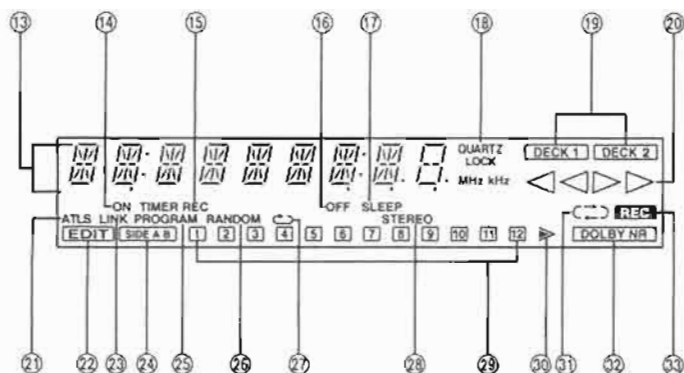 13 14 15 16 17 18 19 20
QUARTZ LOCK DECK 1 DECK 2
MHz kHz
ON TIMER REC OFF SLEEP
ATLS LINK PROGRAM RANDOM STEREO REC
EDIT SIDE A B 1 2 3 4 5 6 7 8 9 10 11 12 DOLBY NR
21 22 23 24 25 26 27 28 29 30 31 32 33